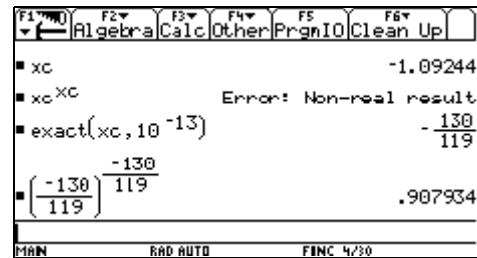 F1 F2 F3 F4 F5 F6
Algebra Calc Other PrgmIO Clean Up
xc -1.09244
xc^xc Error: Non-real result
exact(xc,10^-13) -130/119
(-130/119)^(-130/119) .907934
MAIN RAD AUTO FUNC 4/30